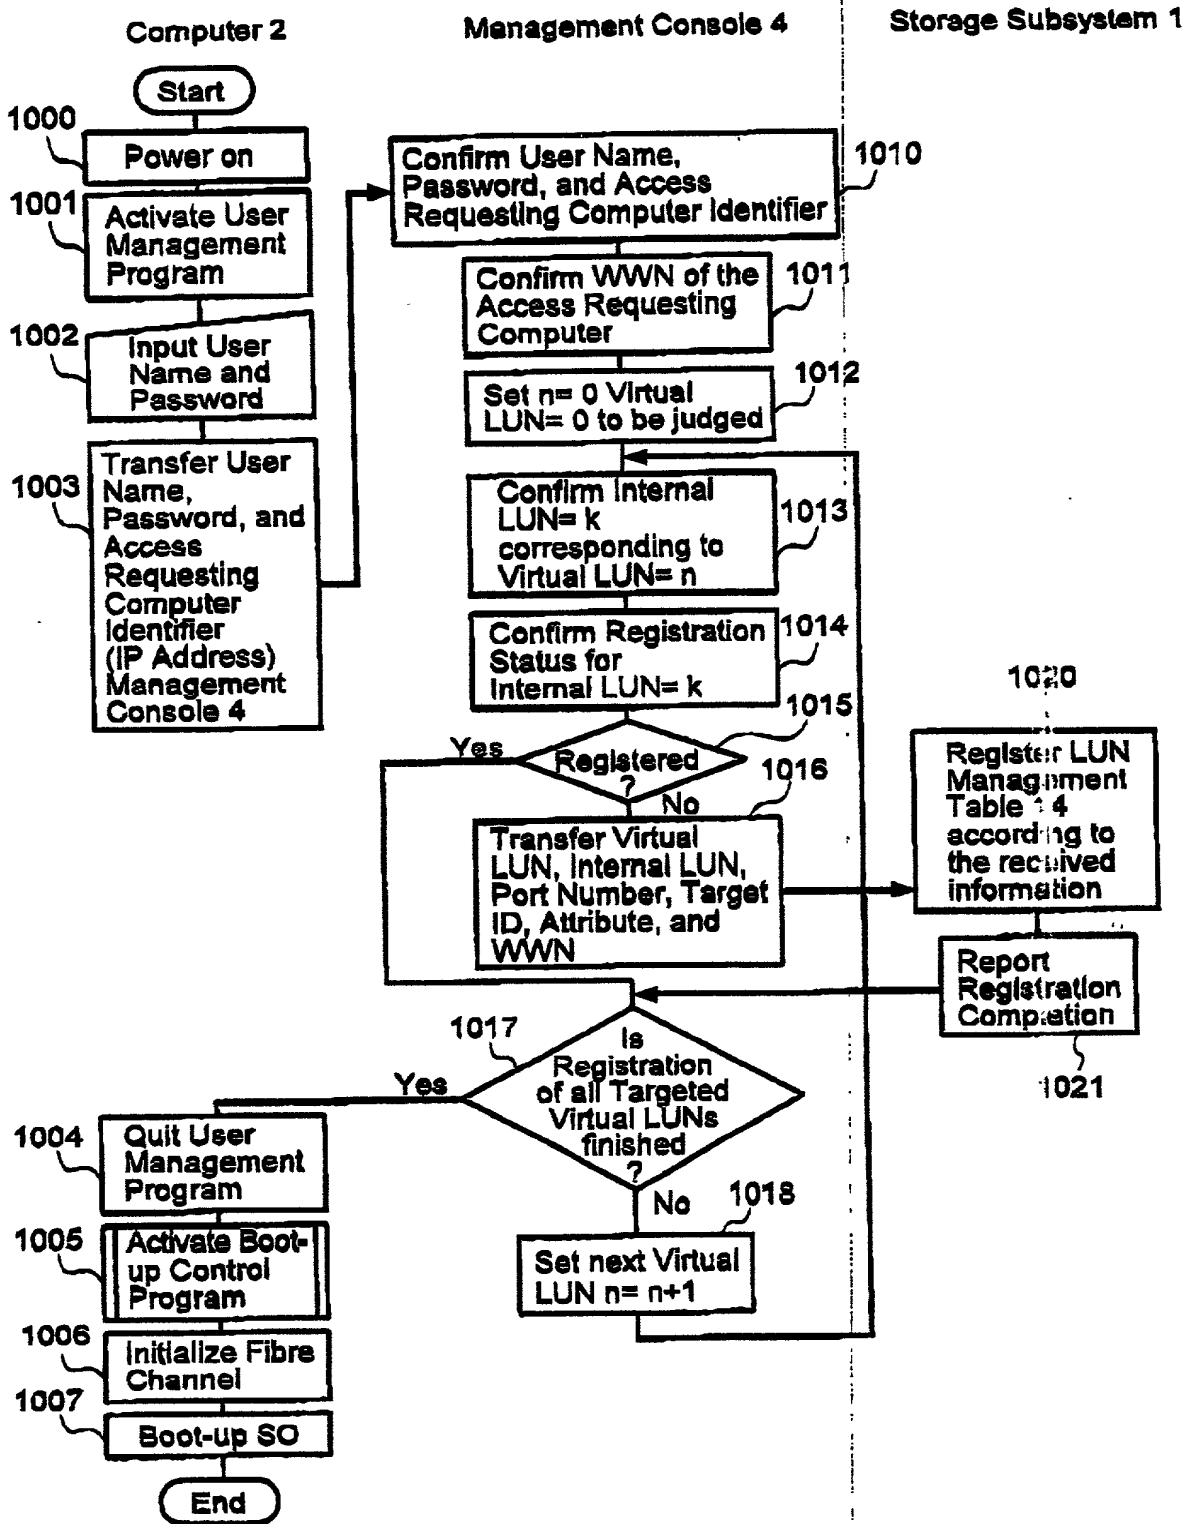 Computer 2
Management Console 4
Storage Subsystem 1
Start
1000
Power on
1001
Activate User
Management
Program
1002
Input User
Name and
Password
1003
Transfer User
Name,
Password, and
Access
Requesting
Computer
Identifier
(IP Address)
Management
Console 4
1010
Confirm User Name,
Password, and Access
Requesting Computer Identifier
1011
Confirm WWN of the
Access Requesting
Computer
1012
Set n= 0 Virtual
LUN= 0 to be judged
1013
Confirm Internal
LUN= k
corresponding to
Virtual LUN= n
1014
Confirm Registration
Status for
Internal LUN= k
1015
Yes
Registered
?
No
1016
Transfer Virtual
LUN, Internal LUN,
Port Number, Target
ID, Attribute, and
WWN
1020
Register LUN
Management
Table 14
according to
the received
information
Report
Registration
Completion
1021
1017
Yes
Is
Registration
of all Targeted
Virtual LUNs
finished
?
No
1018
Set next Virtual
LUN n= n+1
1004
Quit User
Management
Program
1005
Activate Boot-
up Control
Program
1006
Initialize Fibre
Channel
1007
Boot-up SO
End